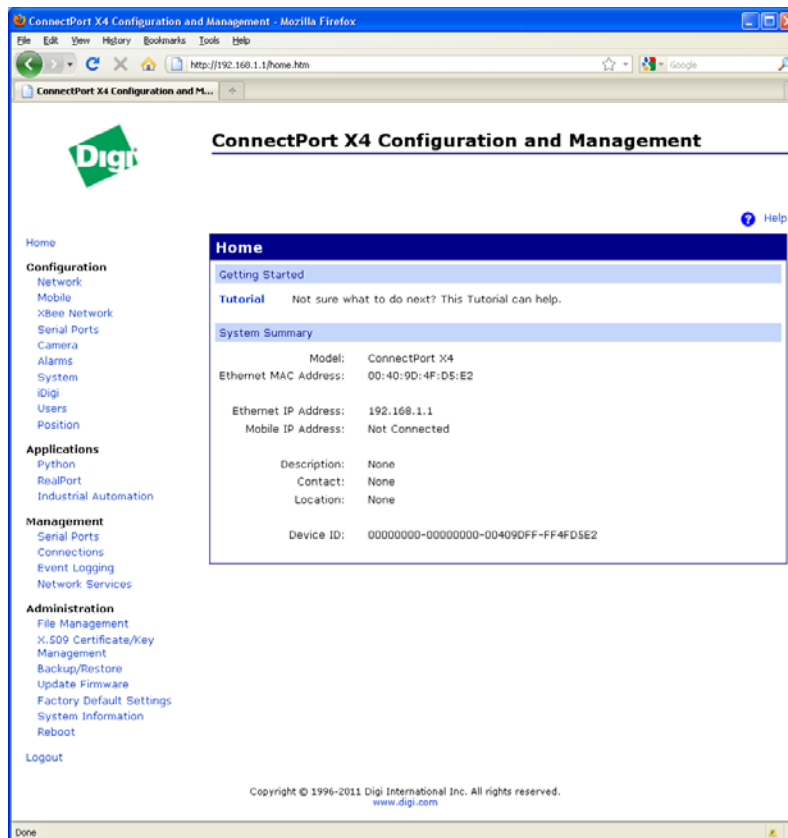 ConnectPort X4 Configuration and Management - Mozilla Firefox
File Edit View History Bookmarks Tools Help
http://192.168.1.1/home.htm
Google
ConnectPort X4 Configuration and M...
Digi
ConnectPort X4 Configuration and Management
Help
Home
Home
Configuration
Getting Started
Network
Mobile
Tutorial Not sure what to do next? This Tutorial can help.
XBee Network
Serial Ports
System Summary
Camera
Alarms
Model: ConnectPort X4
System
Ethernet MAC Address: 00:40:9D:4F:D5:E2
iDigi
Users
Ethernet IP Address: 192.168.1.1
Position
Mobile IP Address: Not Connected
Applications
Python
Description: None
RealPort
Contact: None
Industrial Automation
Location: None
Management
Serial Ports
Device ID: 00000000-00000000-00409DFF-FF4FD5E2
Connections
Event Logging
Network Services
Administration
File Management
X.509 Certificate/Key
Management
Backup/Restore
Update Firmware
Factory Default Settings
System Information
Reboot
Logout
Copyright © 1996-2011 Digi International Inc. All rights reserved.
www.digi.com
Done